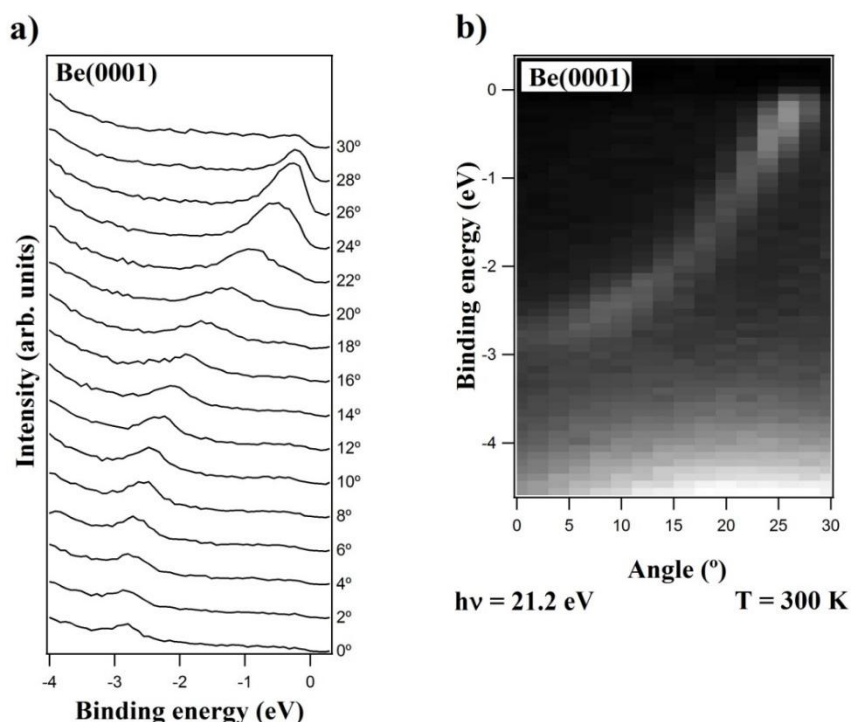 a)
Be(0001)
Intensity (arb. units)
30º
28º
26º
24º
22º
20º
18º
16º
14º
12º
10º
8º
6º
4º
2º
0º
-4 -3 -2 -1 0
Binding energy (eV)
b)
Be(0001)
Binding energy (eV)
0
-1
-2
-3
-4
0 5 10 15 20 25 30
Angle (º)
hν = 21.2 eV T = 300 K